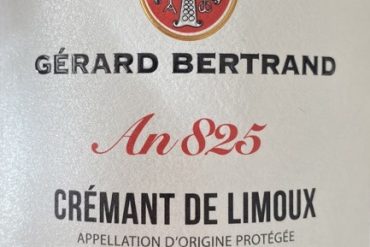 GÉRARD BERTRAND
An 825
CRÉMANT DE LIMOUX
APPELLATION D'ORIGINE PROTÉGÉE